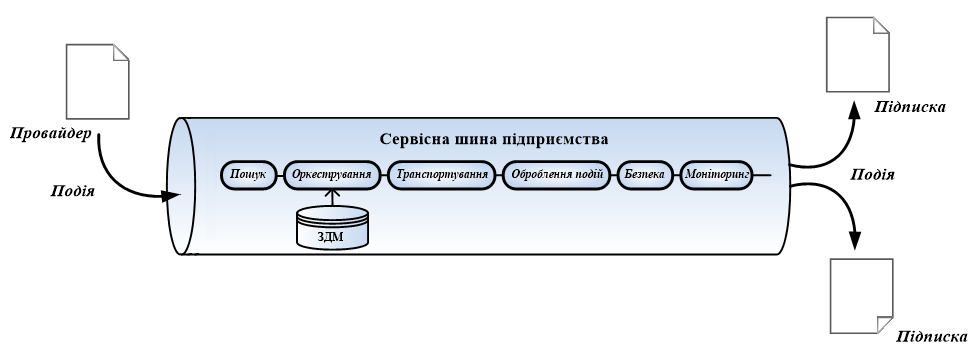 Підписка
Провайдер
Сервісна шина підприємства
Пошук
Оркестрування
Транспортування
Оброблення подій
Безпека
Моніторинг
Подія
Подія
ЗДМ
Підписка